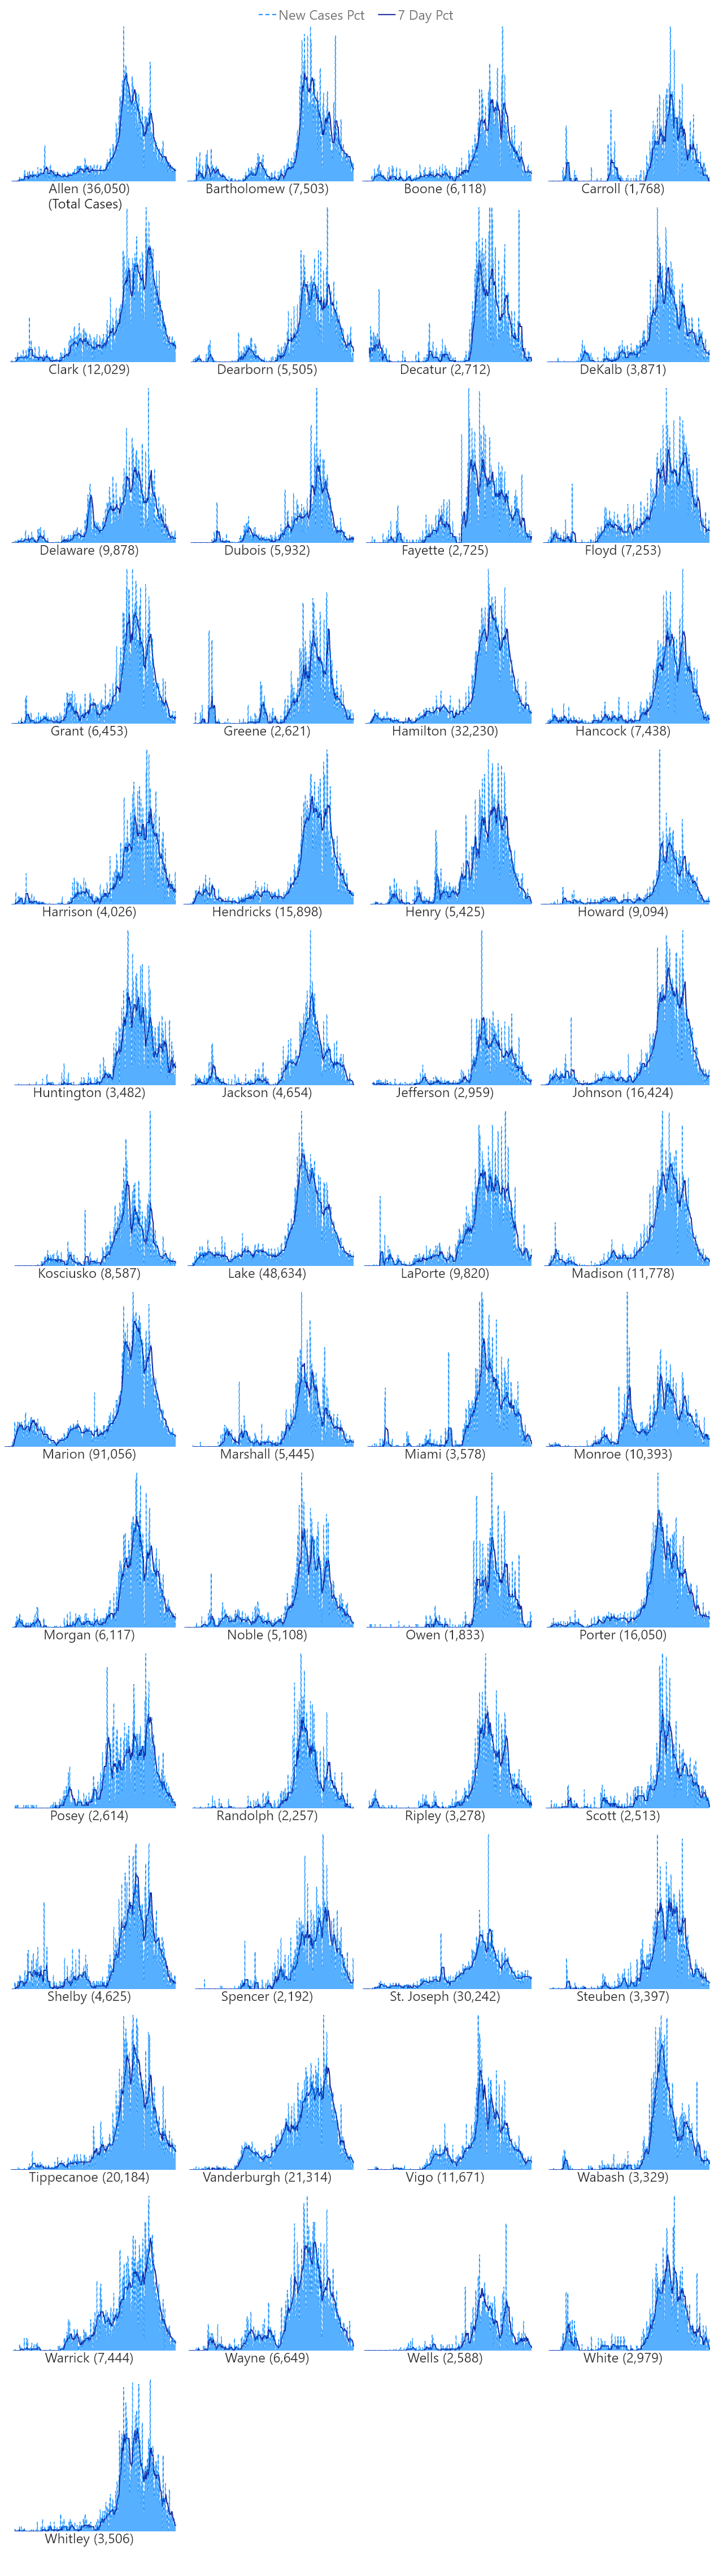 New Cases Pct 7 Day Pct
Allen (36,050) Bartholomew (7,503) Boone (6,118) Carroll (1,768)
(Total Cases)
Clark (12,029) Dearborn (5,505) Decatur (2,712) DeKalb (3,871)
Delaware (9,878) Dubois (5,932) Fayette (2,725) Floyd (7,253)
Grant (6,453) Greene (2,621) Hamilton (32,230) Hancock (7,438)
Harrison (4,026) Hendricks (15,898) Henry (5,425) Howard (9,094)
Huntington (3,482) Jackson (4,654) Jefferson (2,959) Johnson (16,424)
Kosciusko (8,587) Lake (48,634) LaPorte (9,820) Madison (11,778)
Marion (91,056) Marshall (5,445) Miami (3,578) Monroe (10,393)
Morgan (6,117) Noble (5,108) Owen (1,833) Porter (16,050)
Posey (2,614) Randolph (2,257) Ripley (3,278) Scott (2,513)
Shelby (4,625) Spencer (2,192) St. Joseph (30,242) Steuben (3,397)
Tippecanoe (20,184) Vanderburgh (21,314) Vigo (11,671) Wabash (3,329)
Warrick (7,444) Wayne (6,649) Wells (2,588) White (2,979)
Whitley (3,506)